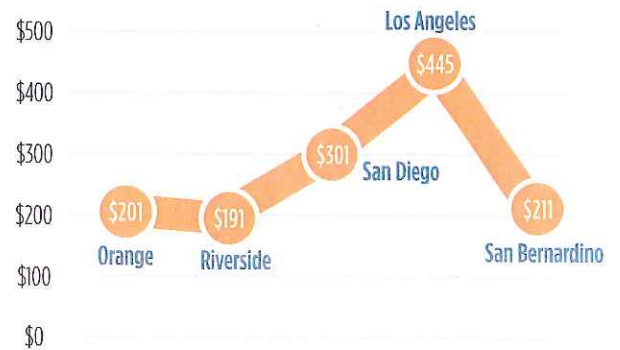 Los Angeles
$500
$445
$400
$300
$301
San Diego
$200
$201
$191
$211
Orange
Riverside
San Bernardino
$100
$0